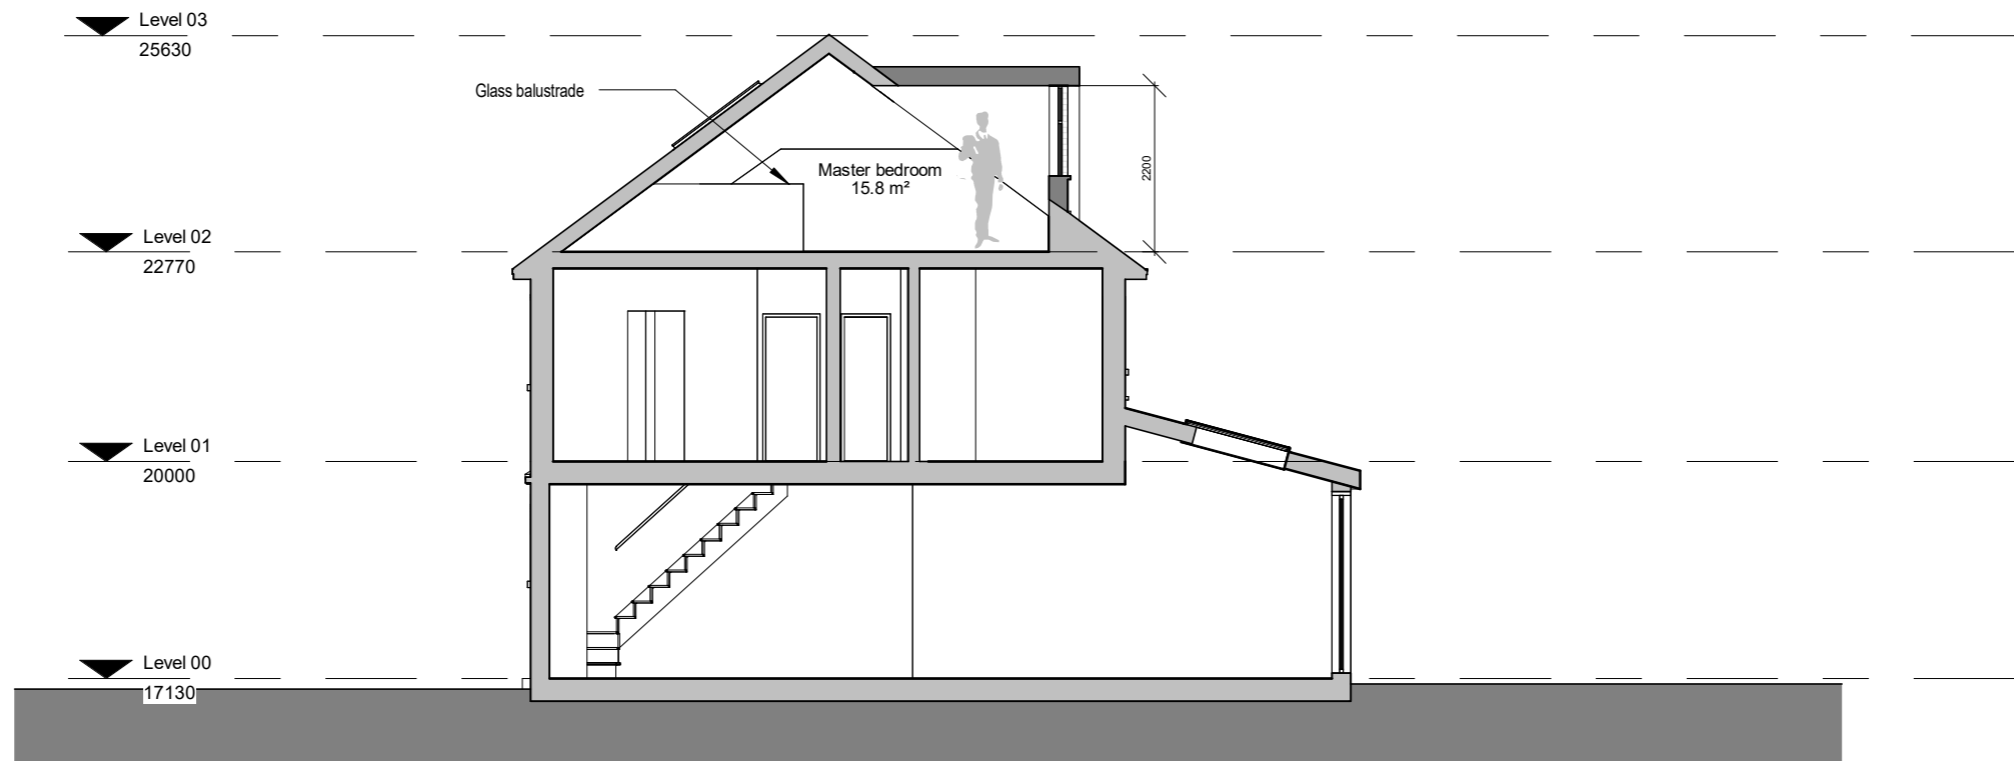 Level 03
25630
Glass balustrade
Master bedroom
15.8 m²
2200
Level 02
22770
Level 01
20000
Level 00
17130